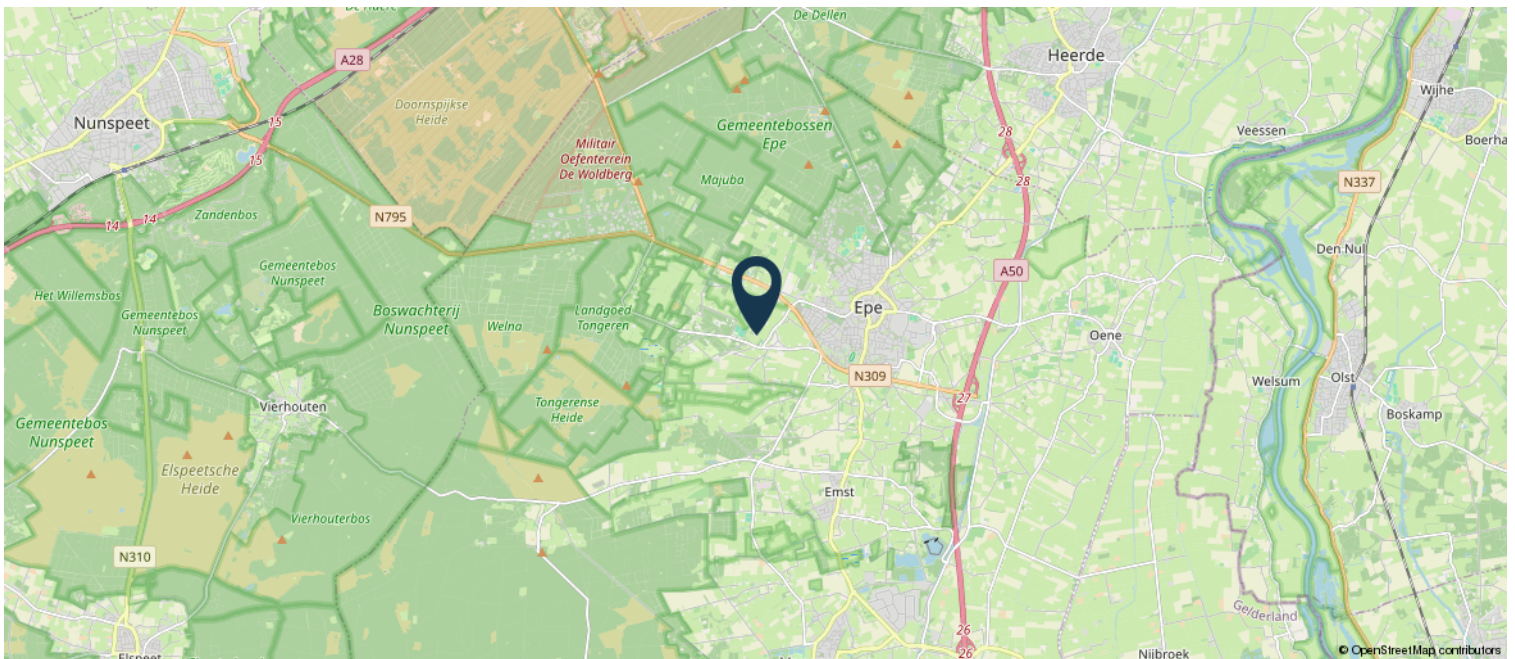 De Dellen
Heerde
A28
Wijhe
Doornspijkse
Heide
Nunspeet
15
Gemeentebossen
Epe
28
Veessen
Boerha
Militair
Oefenterrein
De Woldberg
15
Majuba
28
N337
Zandenbos
N795
14
14
Den Nul
Gemeentebos
Nunspeet
A50
Het Willemsbos
Gemeentebos
Nunspeet
Boswachterij
Nunspeet
Welna
Landgoed
Tongeren
Epe
Oene
N309
Welsum
Olst
Vierhouten
Tongerense
Heide
27
Boskamp
Gemeentebos
Nunspeet
Elspeetsche
Heide
Emst
Vierhouterbos
N310
Gelderland
26
26
Nijbroek
Elspeet
© OpenStreetMap contributors